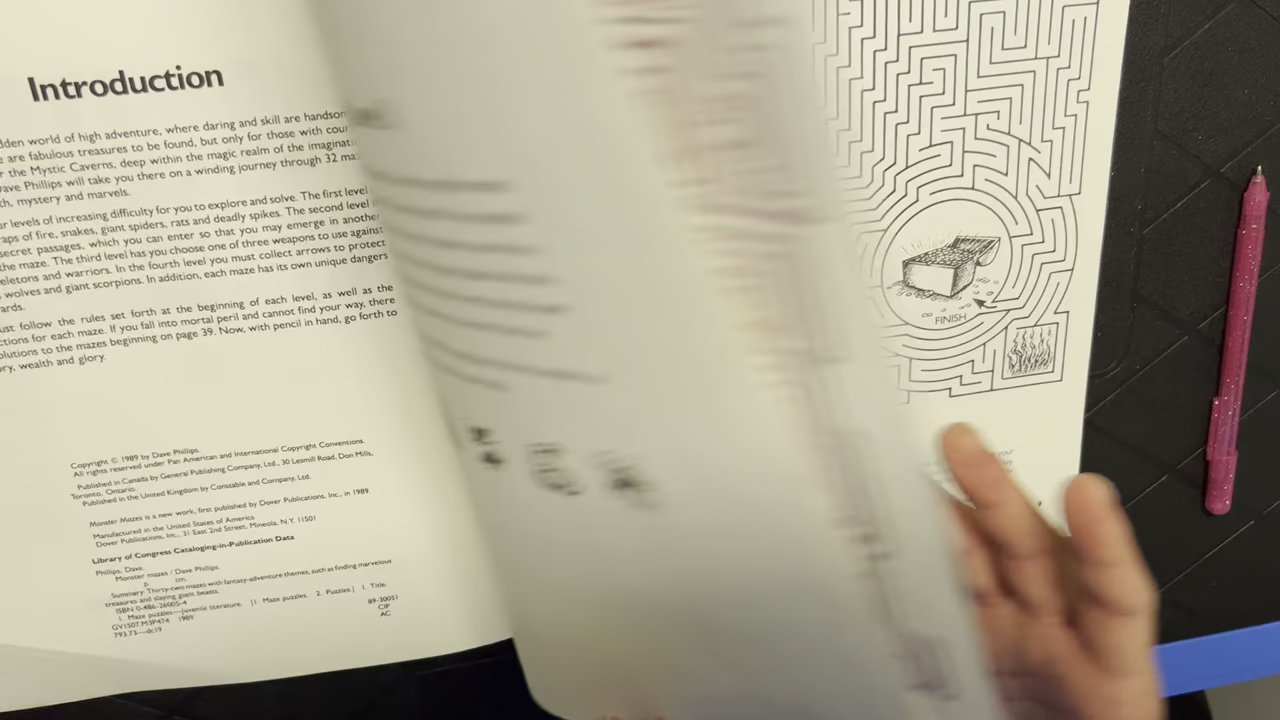 Introduction
dden world of high adventure, where daring and skill are handson
e are fabulous treasures to be found, but only for those with cour
r the Mystic Caverns, deep within the magic realm of the imaginati
Dave Phillips will take you there on a winding journey through 32 ma
th, mystery and marvels.
ur levels of increasing difficulty for you to explore and solve. The first level
raps of fire, snakes, giant spiders, rats and deadly spikes. The second level
secret passages, which you can enter so that you may emerge in another
the maze. The third level has you choose one of three weapons to use against
eletons and warriors. In the fourth level you must collect arrows to protect
wolves and giant scorpions. In addition, each maze has its own unique dangers
ards.
ust follow the rules set forth at the beginning of each level, as well as the
ctions for each maze. If you fall into mortal peril and cannot find your way, there
olutions to the mazes beginning on page 39. Now, with pencil in hand, go forth to
ory, wealth and glory.
Copyright © 1989 by Dave Phillips.
All rights reserved under Pan American and International Copyright Conventions.
Published in Canada by General Publishing Company, Ltd., 30 Lesmill Road, Don Mills,
Toronto, Ontario.
Published in the United Kingdom by Constable and Company, Ltd.
Monster Mazes is a new work, first published by Dover Publications, Inc., in 1989.
Manufactured in the United States of America
Dover Publications, Inc., 31 East 2nd Street, Mineola, N.Y. 11501
Library of Congress Cataloging-in-Publication Data
Phillips, Dave.
Monster mazes / Dave Phillips.
p. cm.
Summary: Thirty-two mazes with fantasy-adventure themes, such as finding marvelous
treasures and slaying giant beasts.
ISBN 0-486-26005-4
1. Maze puzzles—Juvenile literature. [1. Maze puzzles. 2. Puzzles.] I. Title.
GV1507.M3P474 1989
793.73—dc19
89-30051
CIP
AC
FINISH